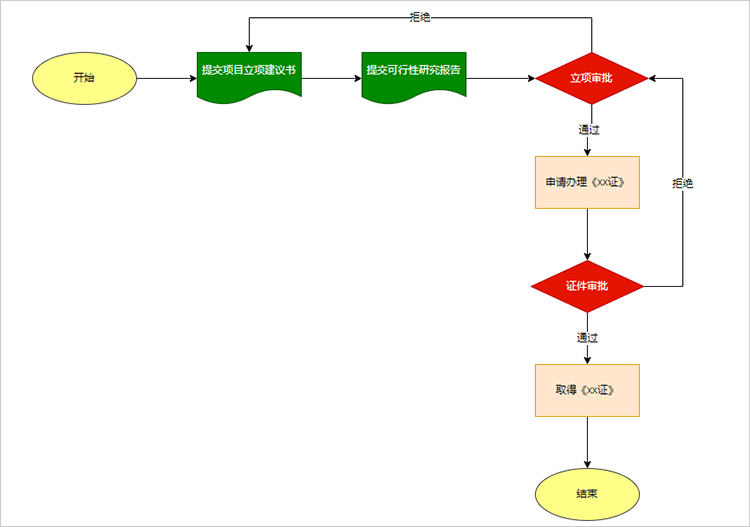 拒绝
开始
提交项目立项建议书
提交可行性研究报告
立项审批
通过
申请办理《xx证》
拒绝
证件审批
通过
取得《xx证》
结束